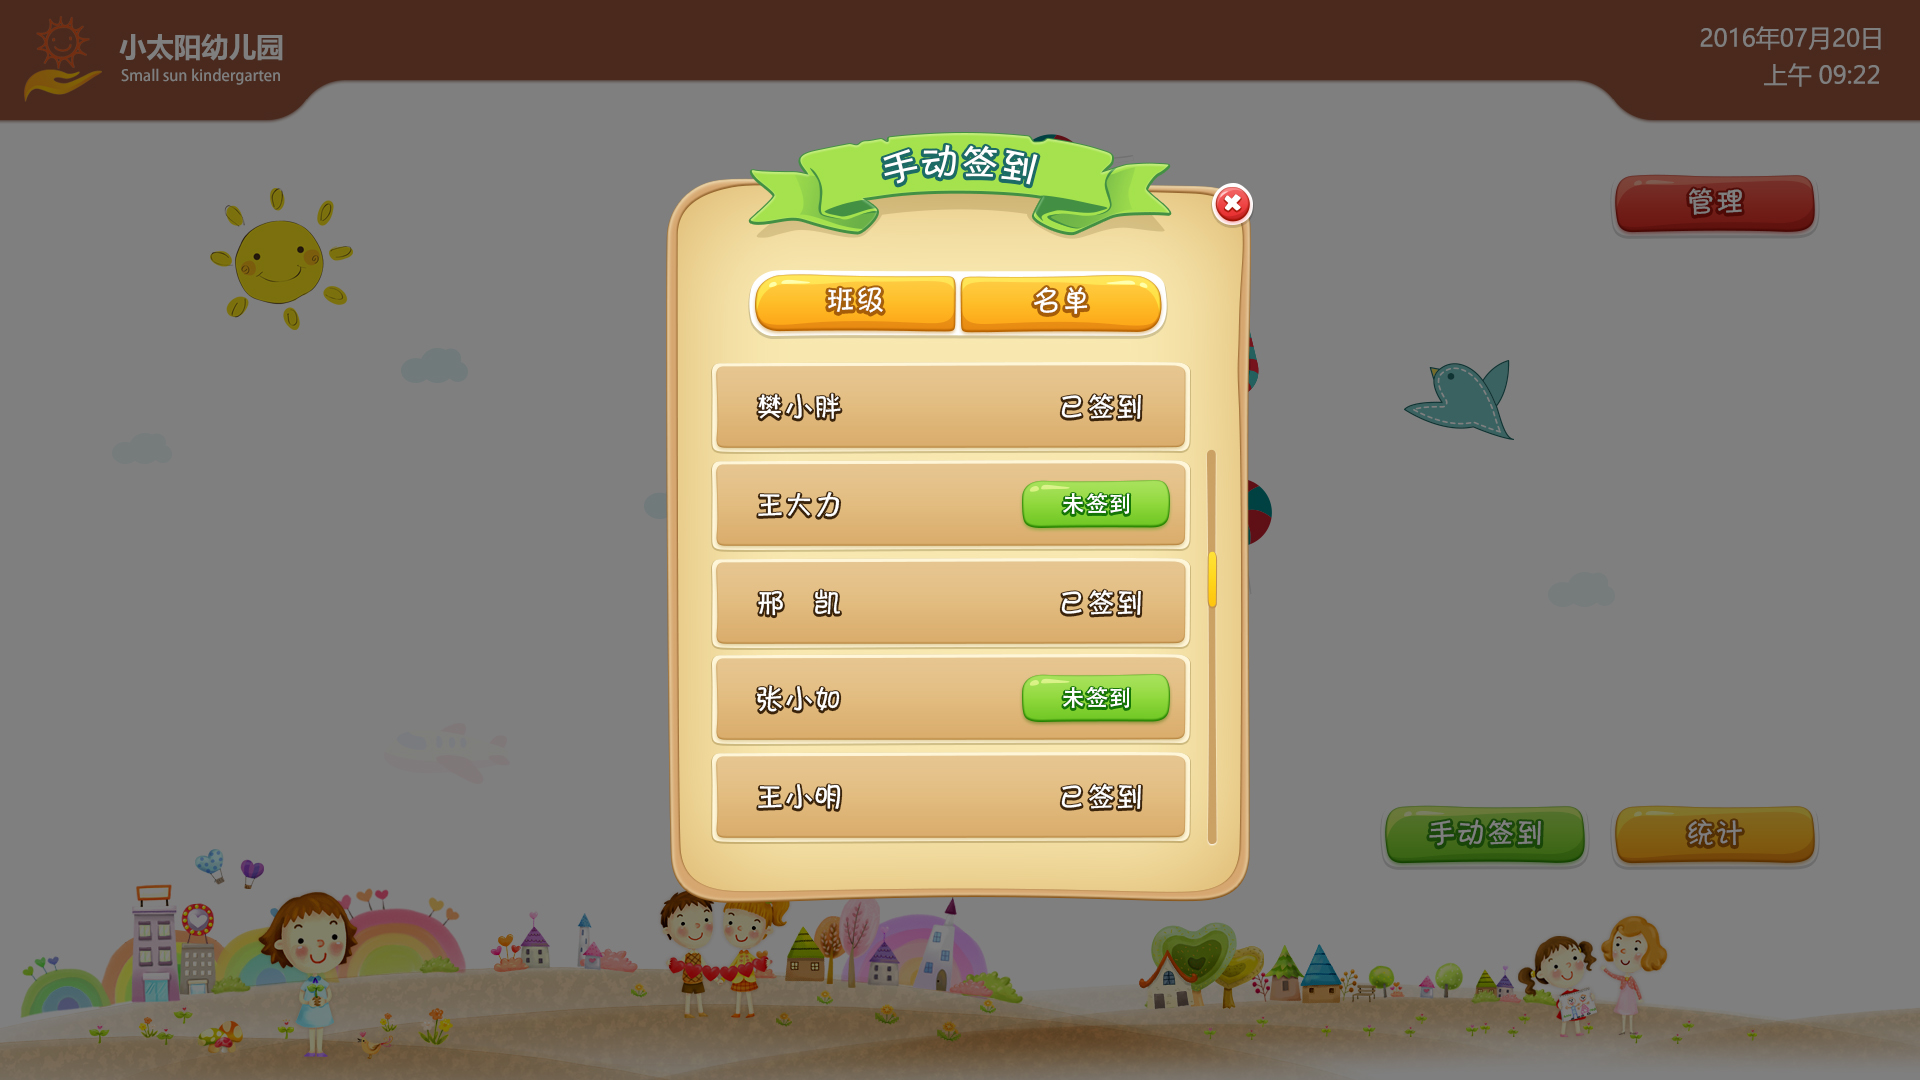 小太阳幼儿园
Small sun kindergarten
2016年07月20日
上午 09:22
手动签到
管理
班级 名单
樊小胖 已签到
王大力 未签到
邢 凯 已签到
张小如 未签到
王小明 已签到
手动签到 统计